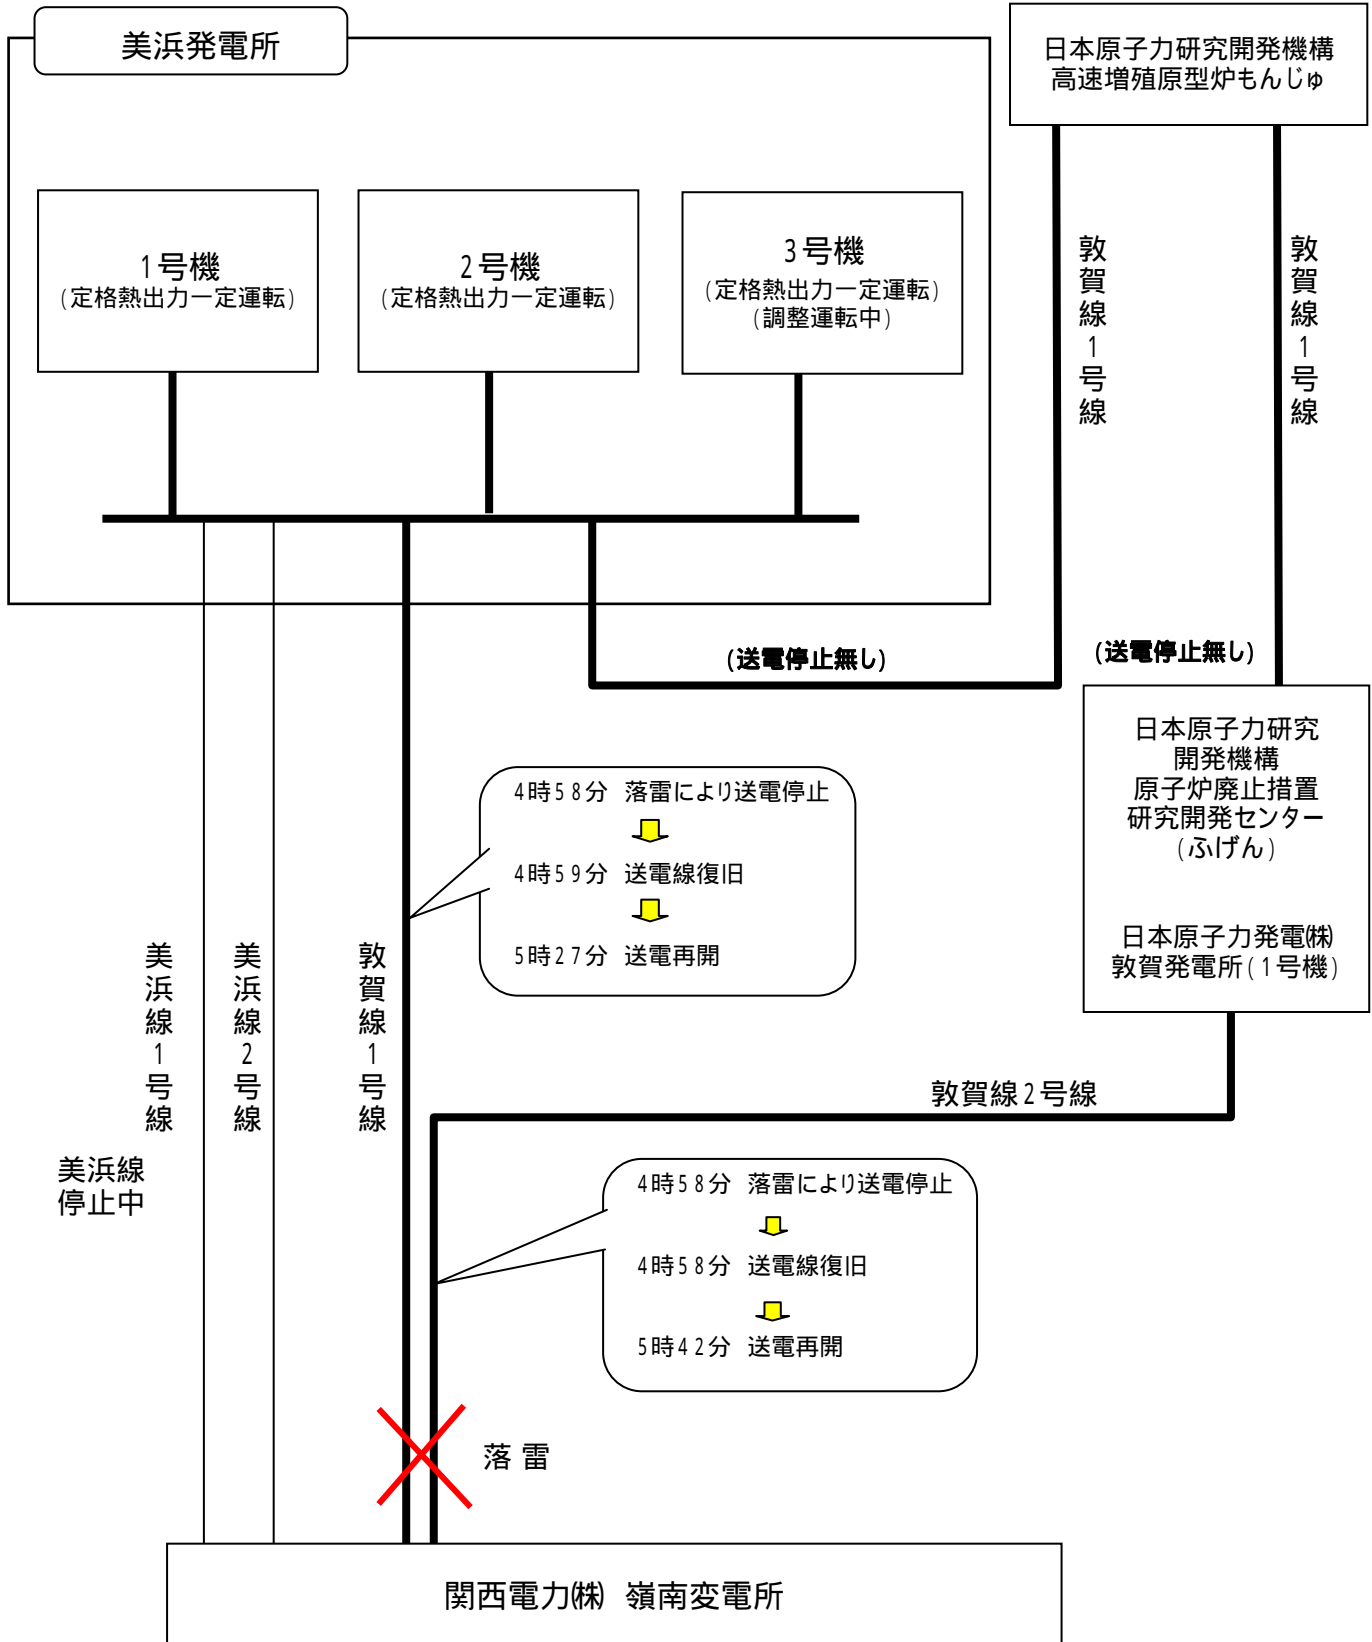 美浜発電所
日本原子力研究開発機構
高速増殖原型炉もんじゅ
1号機
(定格熱出力一定運転)
2号機
(定格熱出力一定運転)
3号機
(定格熱出力一定運転)
(調整運転中)
敦賀線1号線
敦賀線1号線
(送電停止無し)
(送電停止無し)
日本原子力研究
開発機構
原子炉廃止措置
研究開発センター
(ふげん)
日本原子力発電㈱
敦賀発電所(1号機)
4時58分 落雷により送電停止
4時59分 送電線復旧
5時27分 送電再開
美浜線1号線
美浜線2号線
敦賀線1号線
敦賀線2号線
美浜線
停止中
4時58分 落雷により送電停止
4時58分 送電線復旧
5時42分 送電再開
落雷
関西電力㈱ 嶺南変電所